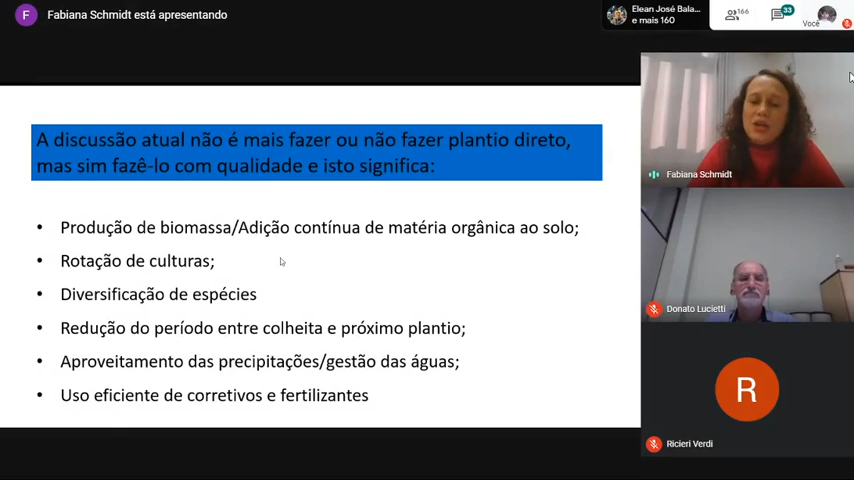 F
Fabiana Schmidt está apresentando
Elean José Bala...
e mais 160
166
33
Você
A discussão atual não é mais fazer ou não fazer plantio direto,
mas sim fazê-lo com qualidade e isto significa:
• Produção de biomassa/Adição contínua de matéria orgânica ao solo;
• Rotação de culturas;
• Diversificação de espécies
• Redução do período entre colheita e próximo plantio;
• Aproveitamento das precipitações/gestão das águas;
• Uso eficiente de corretivos e fertilizantes
Fabiana Schmidt
Donato Lucietti
R
Ricieri Verdi